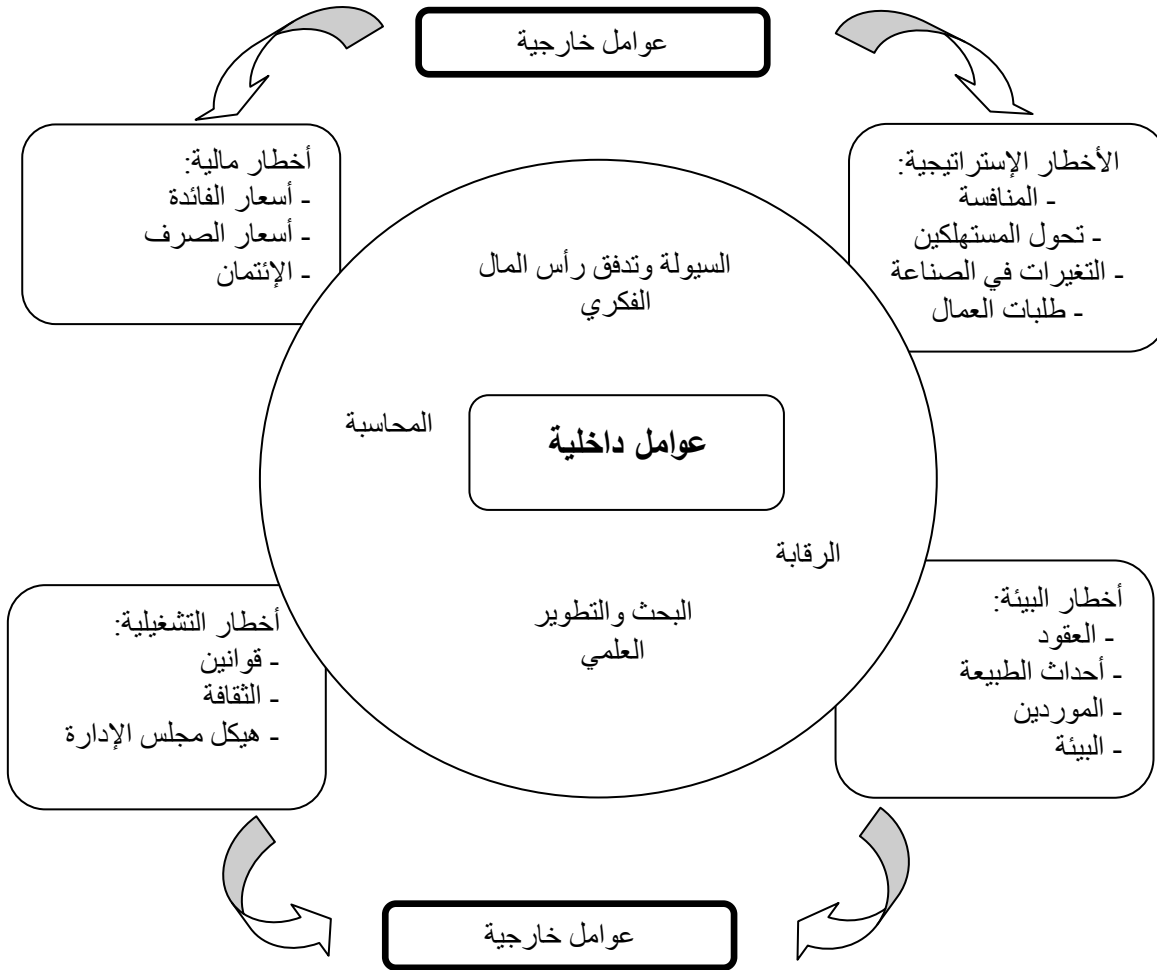 عوامل خارجية
الأخطار الإستراتيجية:
- المنافسة
- تحول المستهلكين
- التغيرات في الصناعة
- طلبات العمال
أخطار مالية:
- أسعار الفائدة
- أسعار الصرف
- الإئتمان
السيولة وتدفق رأس المال
الفكري
المحاسبة
عوامل داخلية
الرقابة
البحث والتطوير
العلمي
أخطار البيئة:
- العقود
- أحداث الطبيعة
- الموردين
- البيئة
أخطار التشغيلية:
- قوانين
- الثقافة
- هيكل مجلس الإدارة
عوامل خارجية